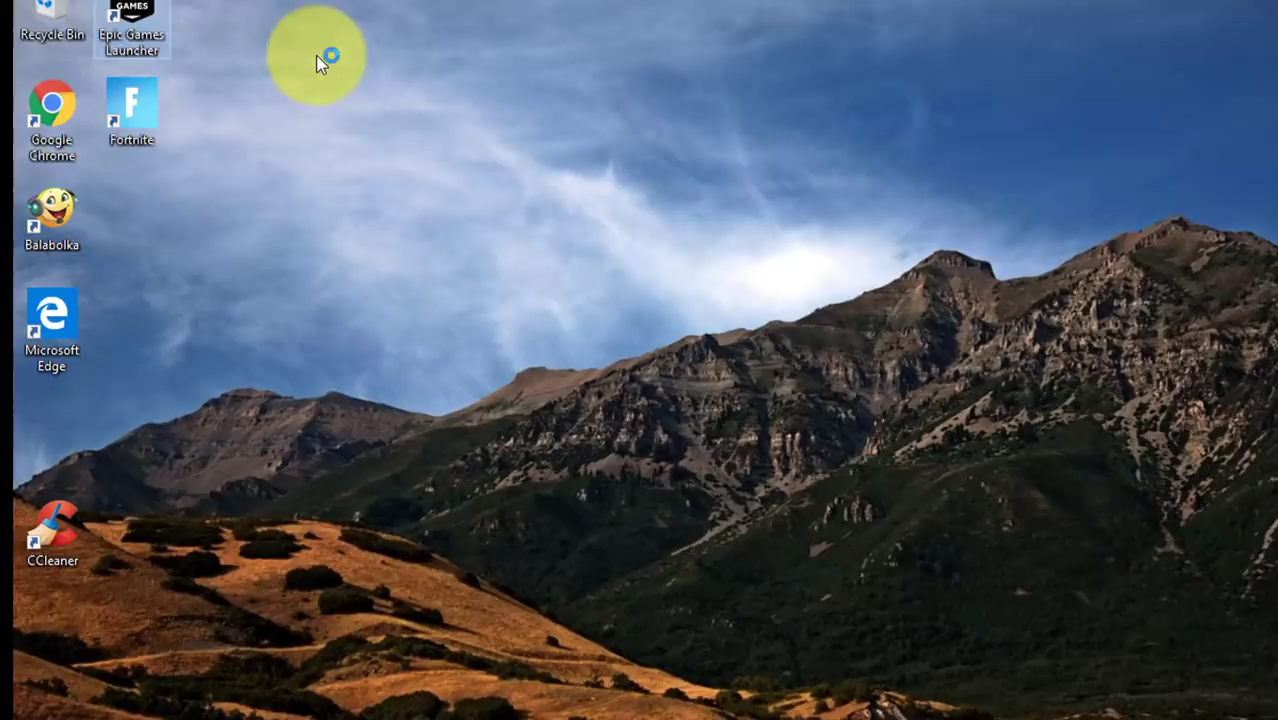 GAMES
Recycle Bin
Epic Games
Launcher
Google
Chrome
F
Fortnite
Balabolka
Microsoft
Edge
CCleaner